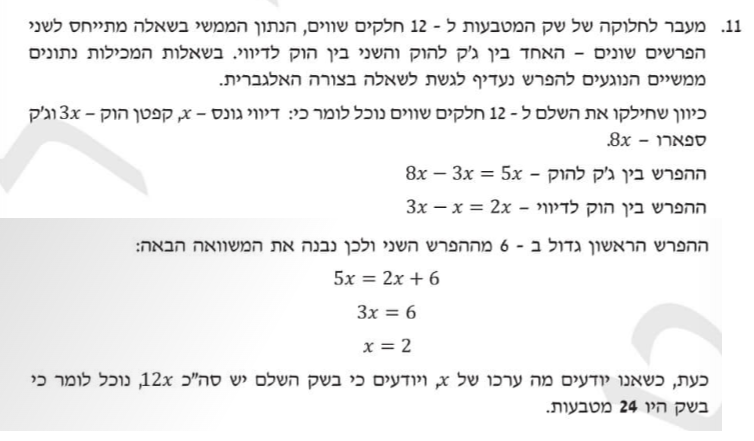 11. מעבר לחלוקה של שק המטבעות ל - 12 חלקים שווים, הנתון הממשי בשאלה מתייחס לשני
הפרשים שונים – האחד בין ג'ק להוק והשני בין הוק לדיווי. בשאלות המכילות נתונים
ממשיים הנוגעים להפרש נעדיף לגשת לשאלה בצורה האלגברית.
כיוון שחילקו את השלם ל - 12 חלקים שווים נוכל לומר כי: דיווי גונס – x, קפטן הוק – 3x וג'ק
ספארו – 8x.
ההפרש בין ג'ק להוק – 8x − 3x = 5x
ההפרש בין הוק לדיווי – 3x − x = 2x
ההפרש הראשון גדול ב - 6 מההפרש השני ולכן נבנה את המשוואה הבאה:
5x = 2x + 6
3x = 6
x = 2
כעת, כשאנו יודעים מה ערכו של x, ויודעים כי בשק השלם יש סה"כ 12x, נוכל לומר כי
בשק היו 24 מטבעות.